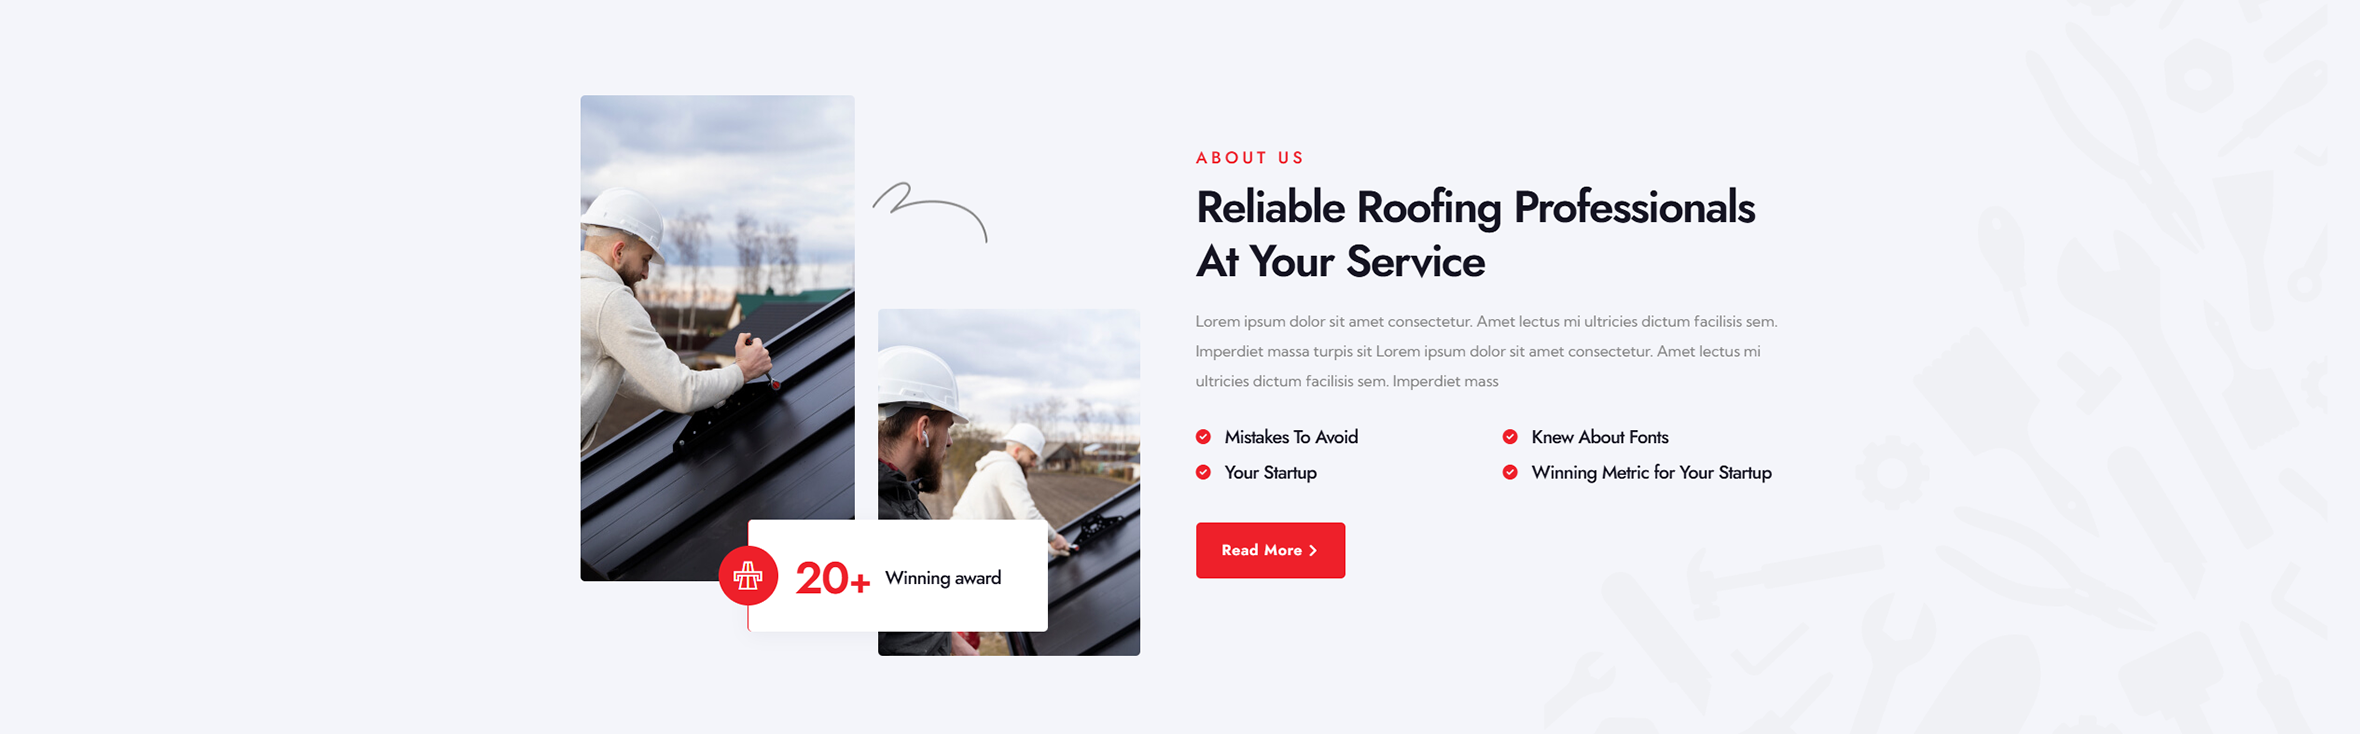 ABOUT US
Reliable Roofing Professionals
At Your Service
Lorem ipsum dolor sit amet consectetur. Amet lectus mi ultricies dictum facilisis sem.
Imperdiet massa turpis sit Lorem ipsum dolor sit amet consectetur. Amet lectus mi
ultricies dictum facilisis sem. Imperdiet mass
Mistakes To Avoid
Knew About Fonts
Your Startup
Winning Metric for Your Startup
Read More
20+ Winning award